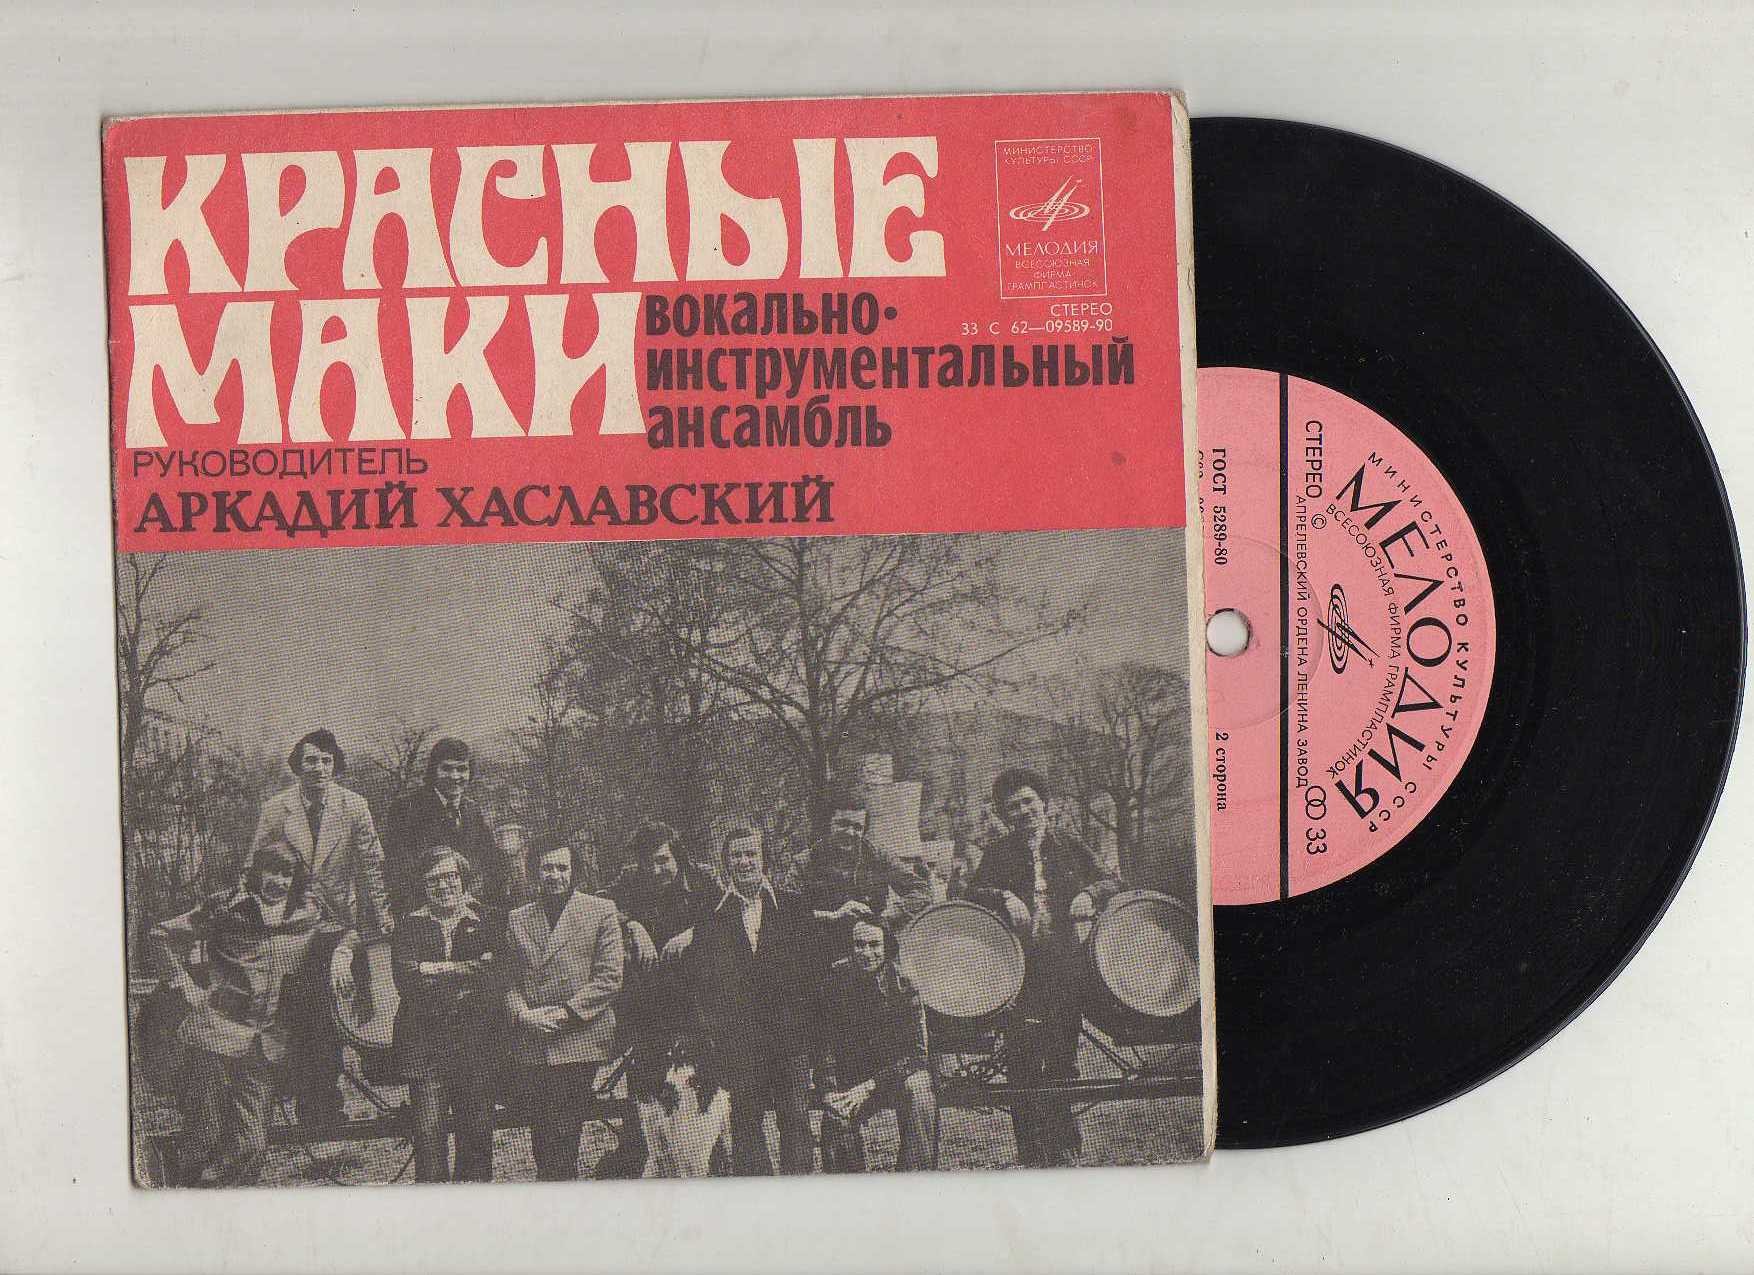 КРАСНЫЕ
МАКИ
ВОКАЛЬНО-
ИНСТРУМЕНТАЛЬНЫЙ
АНСАМБЛЬ
РУКОВОДИТЕЛЬ
АРКАДИЙ ХАСЛАВСКИЙ
МИНИСТЕРСТВО
КУЛЬТУРЫ СССР
МЕЛОДИЯ
ВСЕСОЮЗНАЯ
ФИРМА
ГРАМПЛАСТИНОК
СТЕРЕО
33 С 62—09589-90
МИНИСТЕРСТВО КУЛЬТУРЫ СССР
МЕЛОДИЯ
ВСЕСОЮЗНАЯ ФИРМА ГРАМПЛАСТИНОК
АПРЕЛЕВСКИЙ ОРДЕНА ЛЕНИНА ЗАВОД
СТЕРЕО ©
33
ГОСТ 5289-80
2 сторона